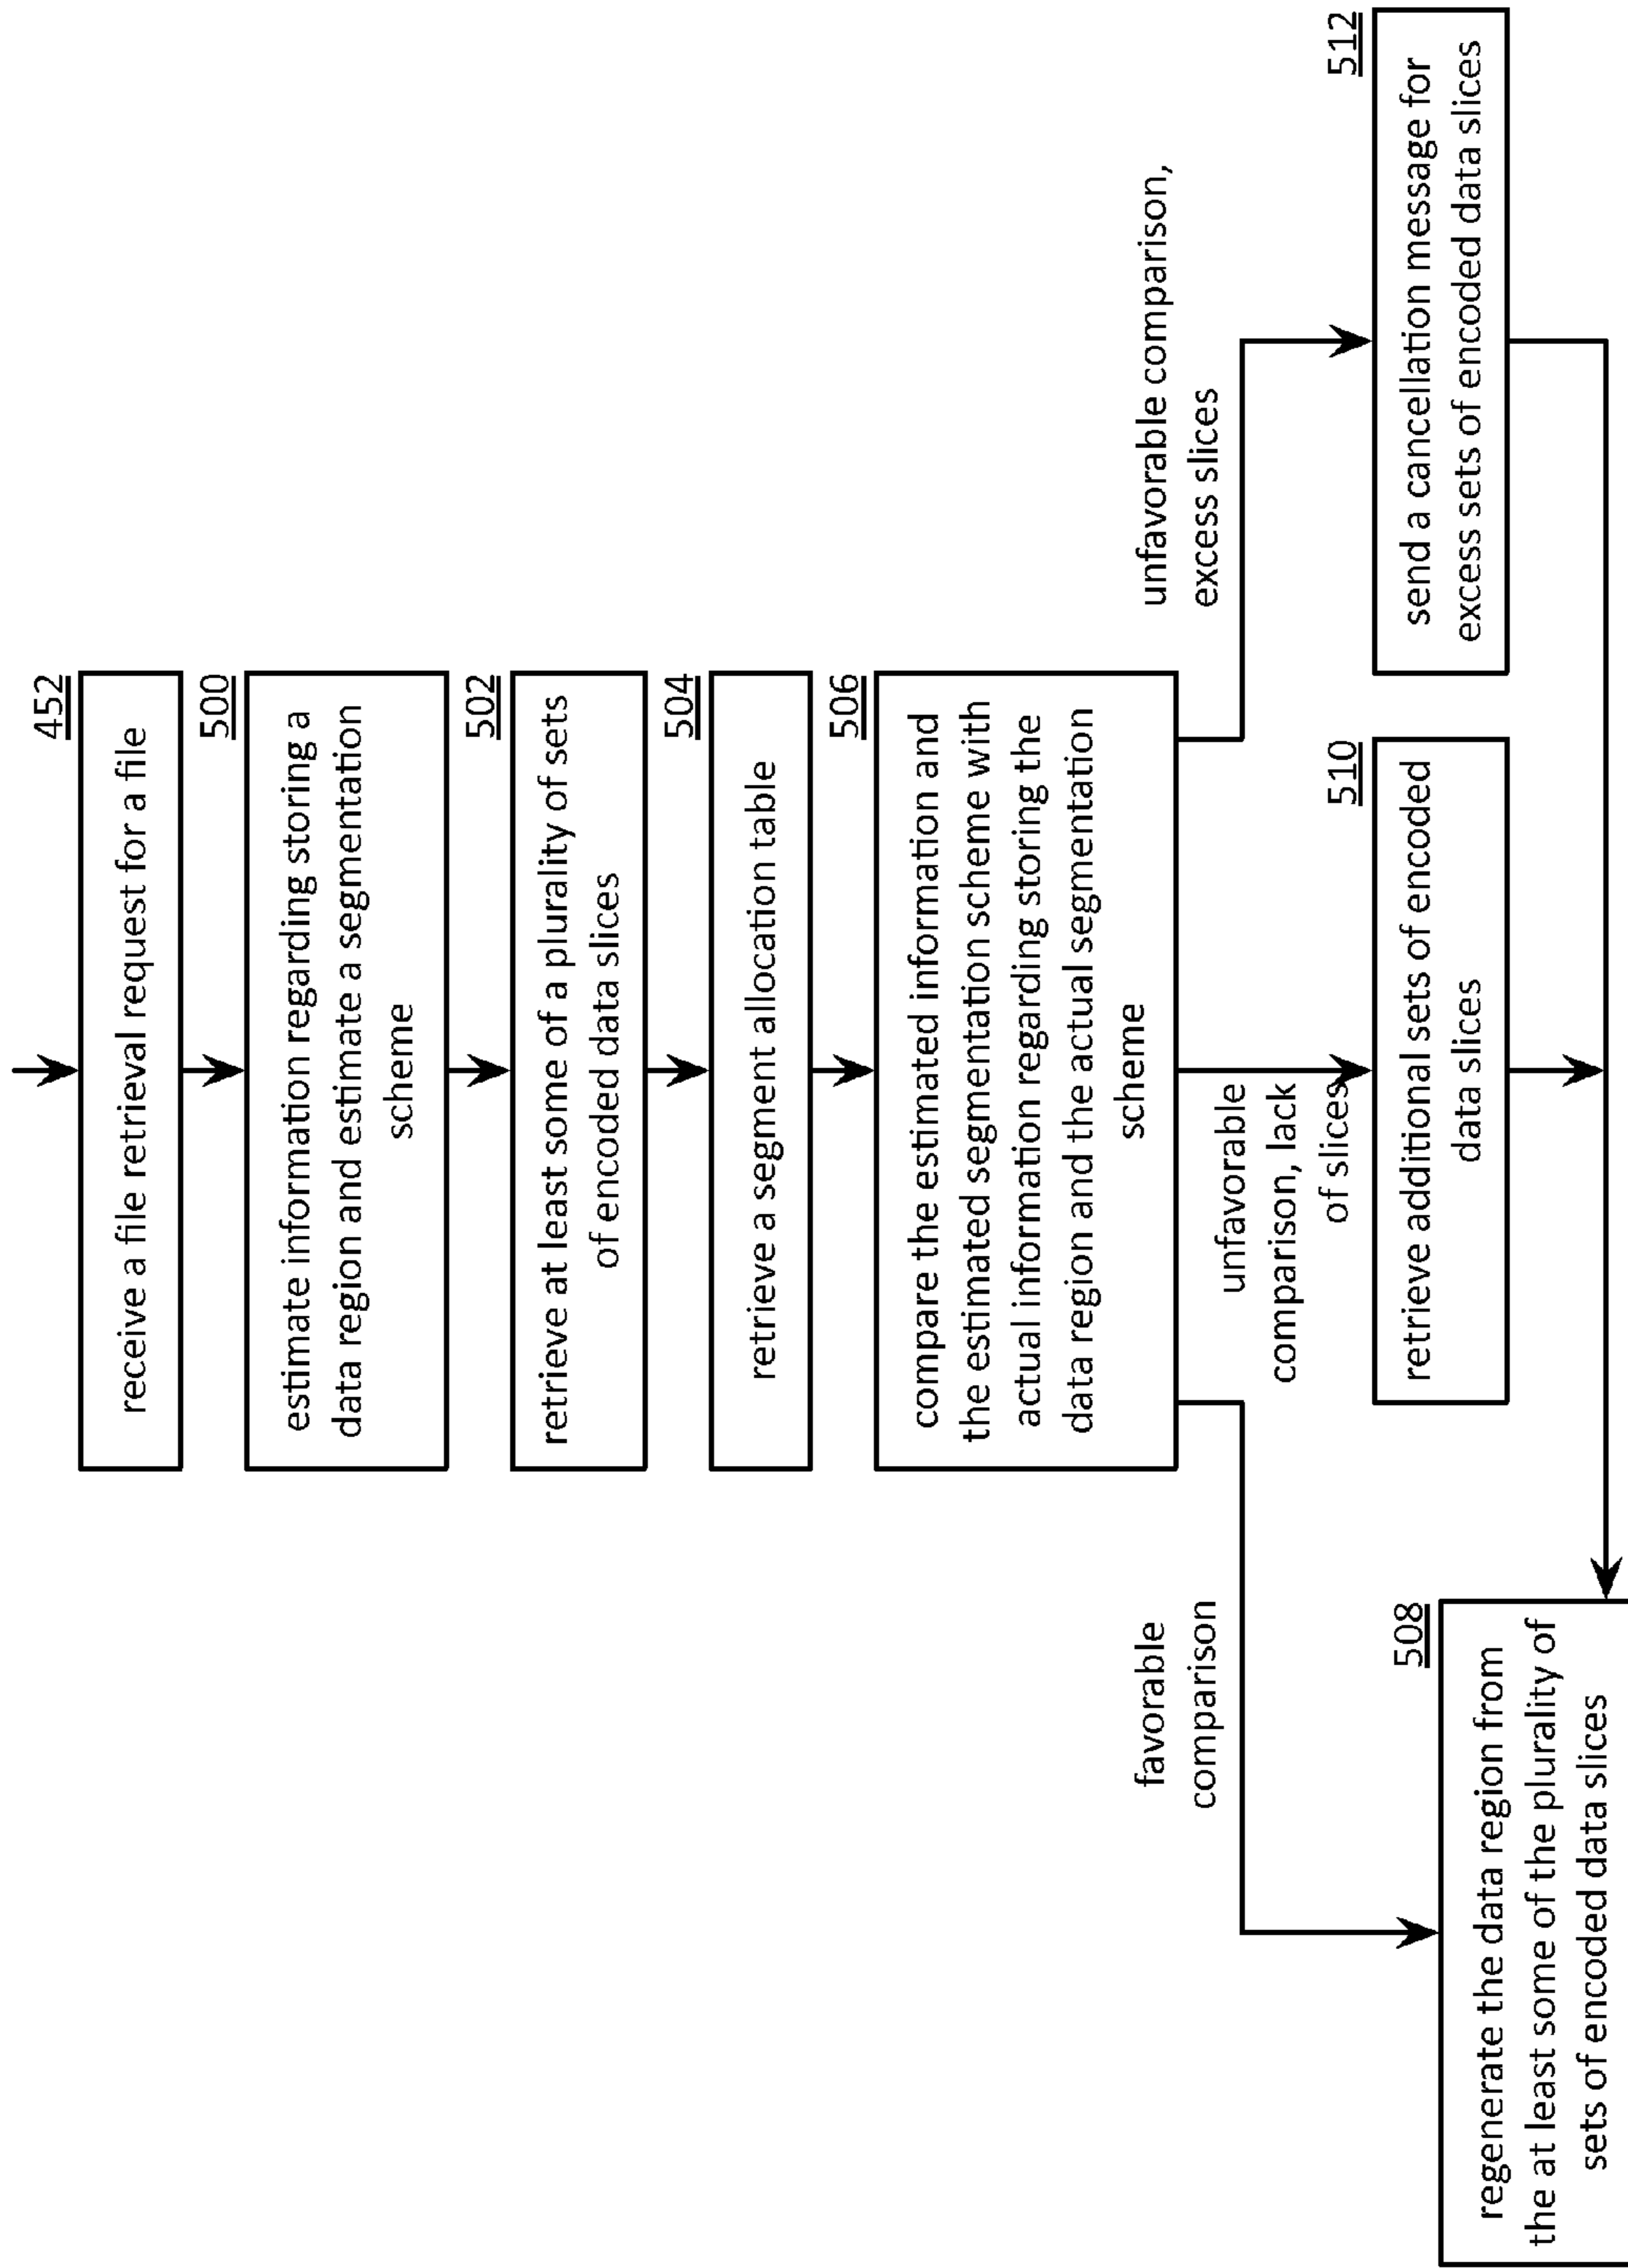 452
receive a file retrieval request for a file
500
estimate information regarding storing a
data region and estimate a segmentation
scheme
502
retrieve at least some of a plurality of sets
of encoded data slices
504
retrieve a segment allocation table
506
compare the estimated information and
the estimated segmentation scheme with
actual information regarding storing the
data region and the actual segmentation
scheme
favorable
comparison
unfavorable
comparison, lack
of slices
unfavorable comparison,
excess slices
508
regenerate the data region from
the at least some of the plurality of
sets of encoded data slices
510
retrieve additional sets of encoded
data slices
512
send a cancellation message for
excess sets of encoded data slices